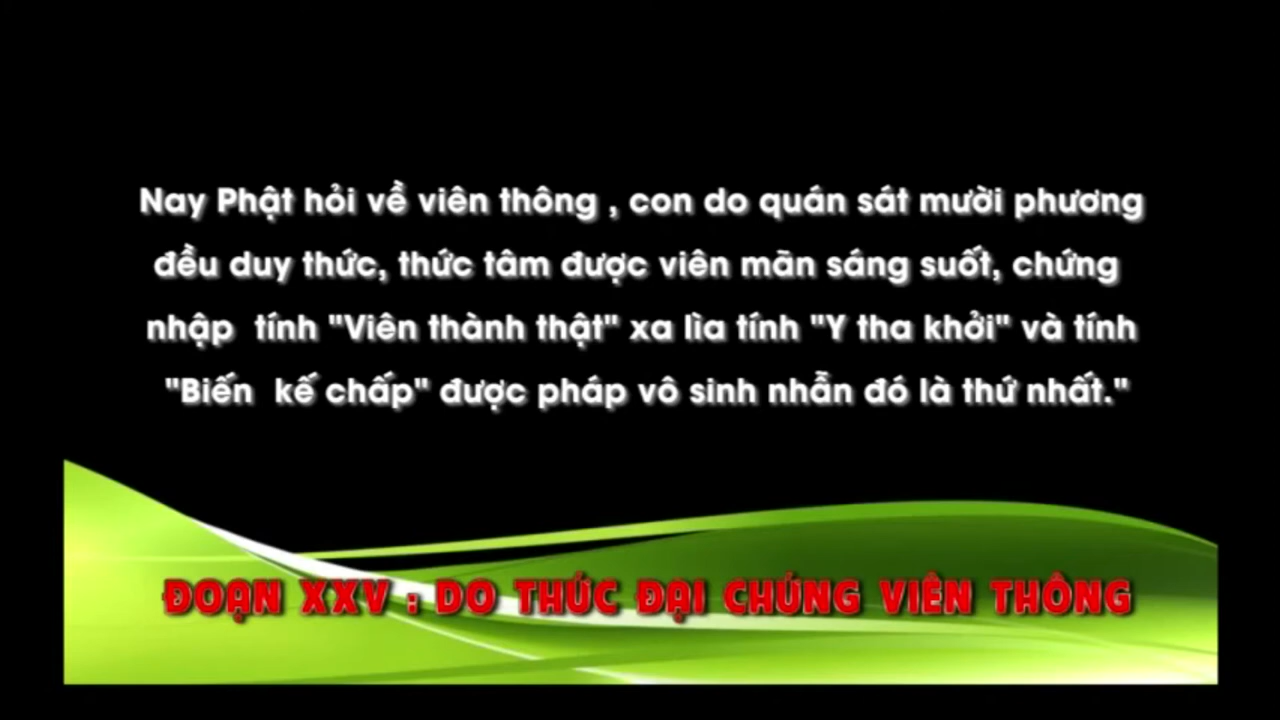 Nay Phật hỏi về viên thông , con do quán sát mười phương
đều duy thức, thức tâm được viên mãn sáng suốt, chứng
nhập  tính "Viên thành thật" xa lìa tính "Y tha khởi" và tính
"Biến  kế chấp" được pháp vô sinh nhẫn đó là thứ nhất."
ĐOẠN XXV : DO THỨC ĐẠI CHỨNG VIÊN THÔNG